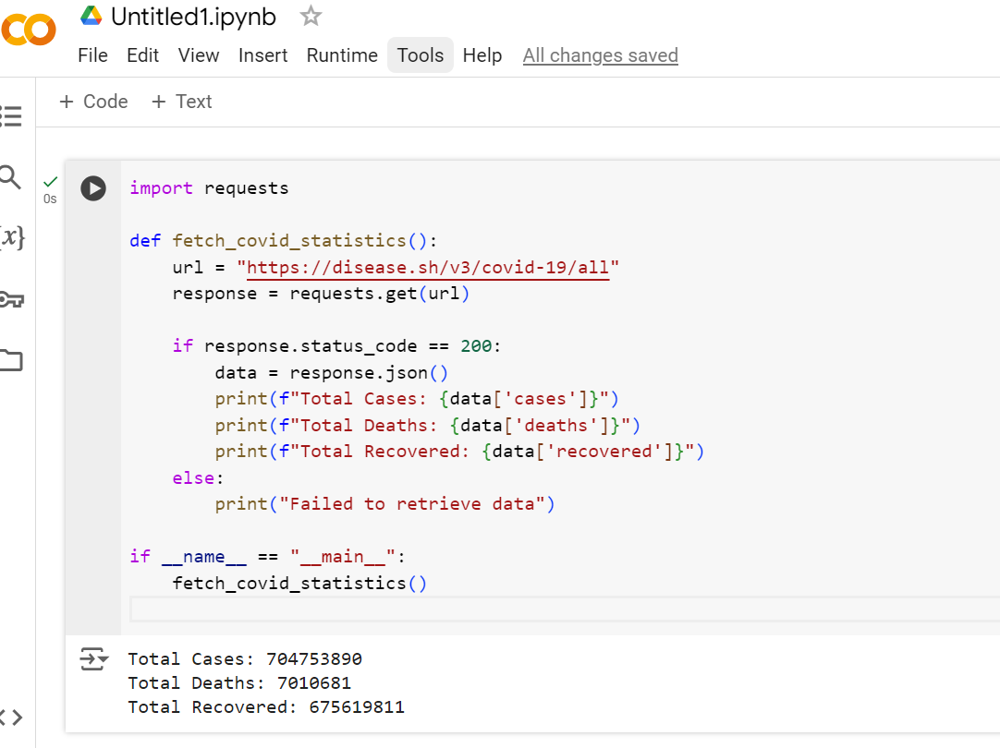 Untitled1.ipynb
File Edit View Insert Runtime Tools Help All changes saved
+ Code + Text
{x}
0s
import requests

def fetch_covid_statistics():
    url = "https://disease.sh/v3/covid-19/all"
    response = requests.get(url)

    if response.status_code == 200:
        data = response.json()
        print(f"Total Cases: {data['cases']}")
        print(f"Total Deaths: {data['deaths']}")
        print(f"Total Recovered: {data['recovered']}")
    else:
        print("Failed to retrieve data")

if __name__ == "__main__":
    fetch_covid_statistics()

Total Cases: 704753890
Total Deaths: 7010681
Total Recovered: 675619811